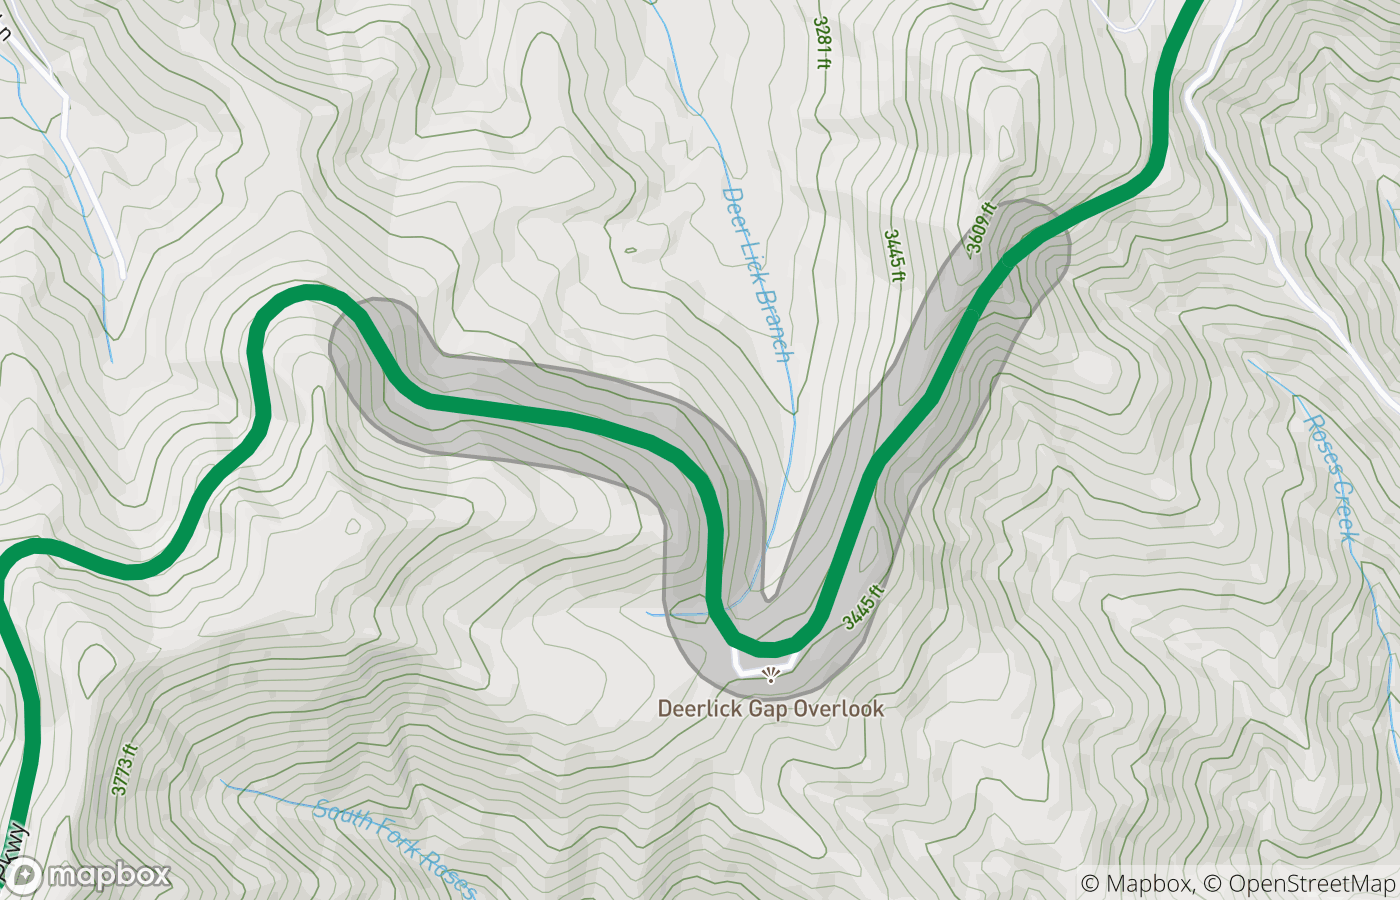 3281 ft
Deer Lick Branch
3609 ft
3445 ft
Roses Creek
3445 ft
Deerlick Gap Overlook
3773 ft
South Fork Roses
mapbox
© Mapbox, © OpenStreetMap